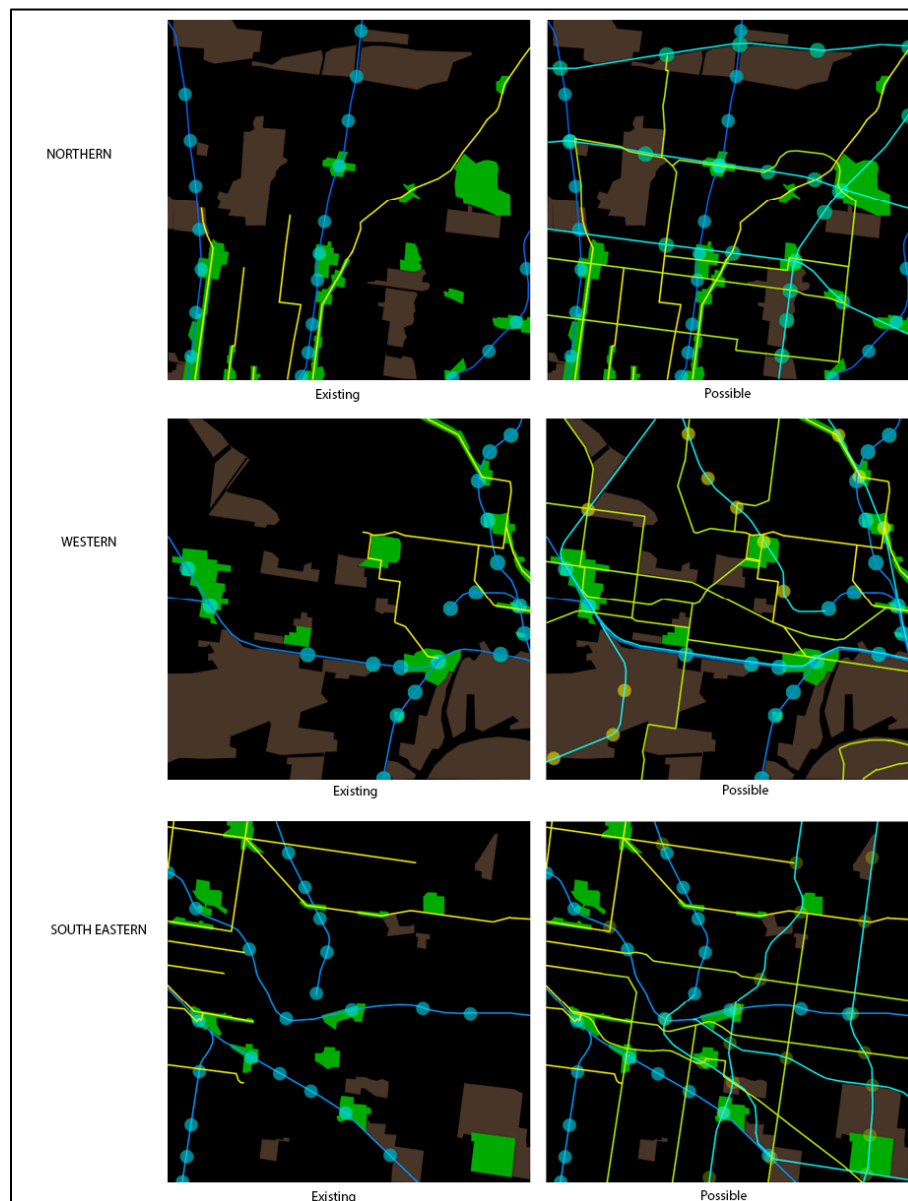 NORTHERN
Existing
Possible
WESTERN
Existing
Possible
SOUTH EASTERN
Existing
Possible